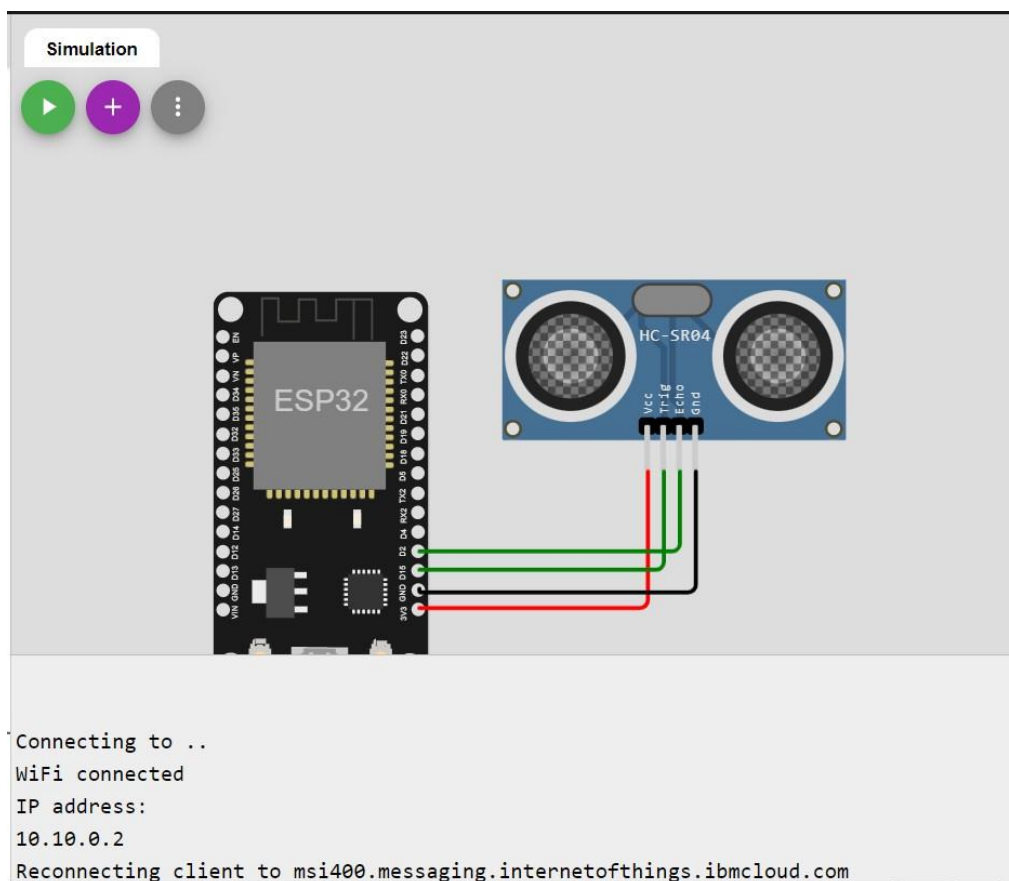 Simulation
ESP32
EN
VP
VN
D34
D35
D32
D33
D25
D26
D27
D14
D12
D13
GND
VIN
D23
D22
TX0
RX0
D21
D19
D18
D5
TX2
RX2
D4
D2
D15
GND
3V3
HC-SR04
Vcc
Trig
Echo
Gnd
Connecting to ..
WiFi connected
IP address:
10.10.0.2
Reconnecting client to msi400.messaging.internetofthings.ibmcloud.com